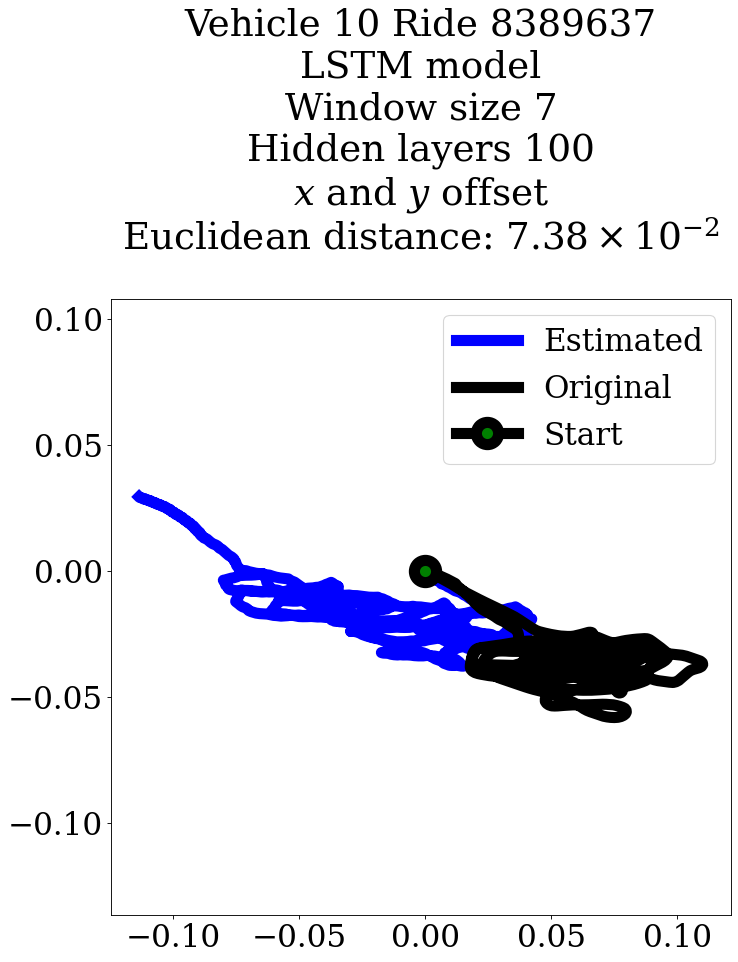 Vehicle 10 Ride 8389637
LSTM model
Window size 7
Hidden layers 100
x and y offset
Euclidean distance: 7.38 × 10⁻²
0.10
0.05
0.00
−0.05
−0.10
Estimated
Original
Start
−0.10 −0.05 0.00 0.05 0.10